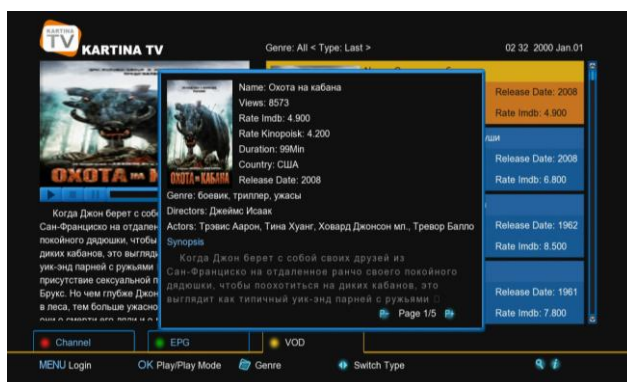 KARTINA
TV
KARTINA TV
Genre: All < Type: Last >
02 32 2000 Jan.01
ОХОТА НА
Когда Джон берет с соб
Сан-Франциско на отдален
покойного дядюшки, чтобы
диких кабанов, это выгляд
уик-энд парней с ружьями
присутствие сексуальной п
Брукс. Но чем глубже Джон
в леса, тем больше ужасно
ОХОТА НА КАБАНА
Name: Охота на кабана
Views: 8573
Rate Imdb: 4.900
Rate Kinopoisk: 4.200
Duration: 99Min
Country: США
Release Date: 2008
Genre: боевик, триллер, ужасы
Directors: Джеймс Исаак
Actors: Трэвис Аарон, Тина Хуанг, Ховард Джонсон мл., Тревор Балло
Synopsis
Когда Джон берет с собой своих друзей из
Сан-Франциско на отдаленное ранчо своего покойного
дядюшки, чтобы поохотиться на диких кабанов, это
выглядит как типичный уик-энд парней с ружьями
Page 1/5
Release Date: 2008
Rate Imdb: 4.900
Release Date: 2008
Rate Imdb: 6.800
Release Date: 1962
Rate Imdb: 8.500
Release Date: 1961
Rate Imdb: 7.800
Channel
EPG
VOD
MENU Login
OK Play/Play Mode
Genre
Switch Type